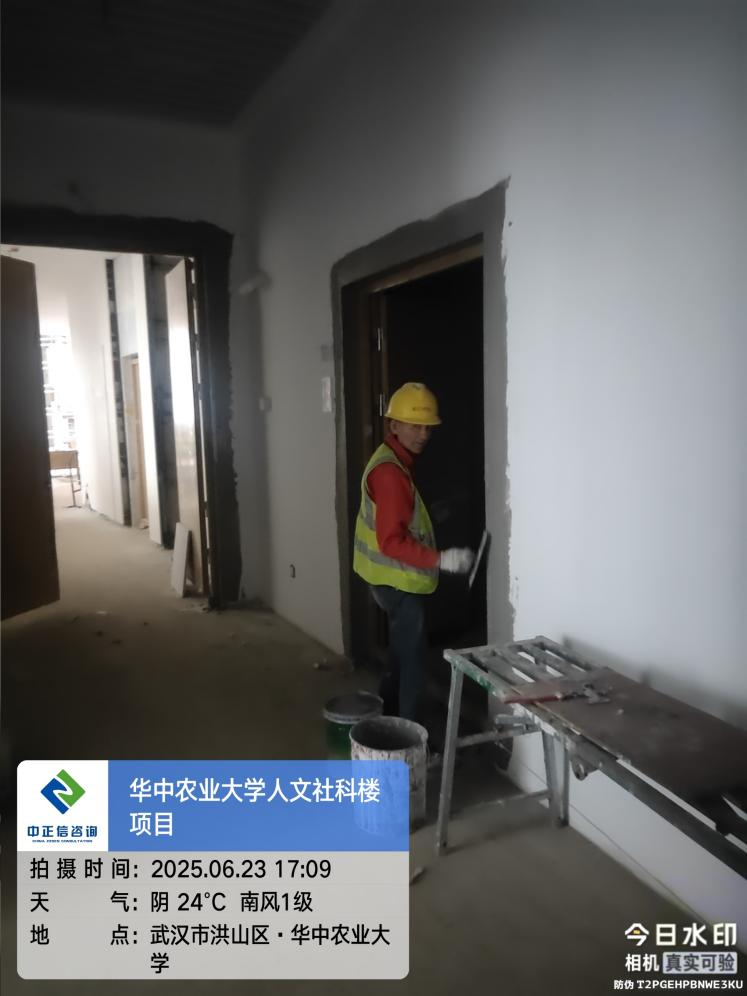 华中农业大学人文社科楼
项目
中正信咨询
CHINA ZEXIN CONSULTATION
拍摄时间：2025.06.23 17:09
天气：阴 24℃ 南风1级
地点：武汉市洪山区·华中农业大
学
今日水印
相机 真实可验
防伪 T2PGEHPBNWE3KU